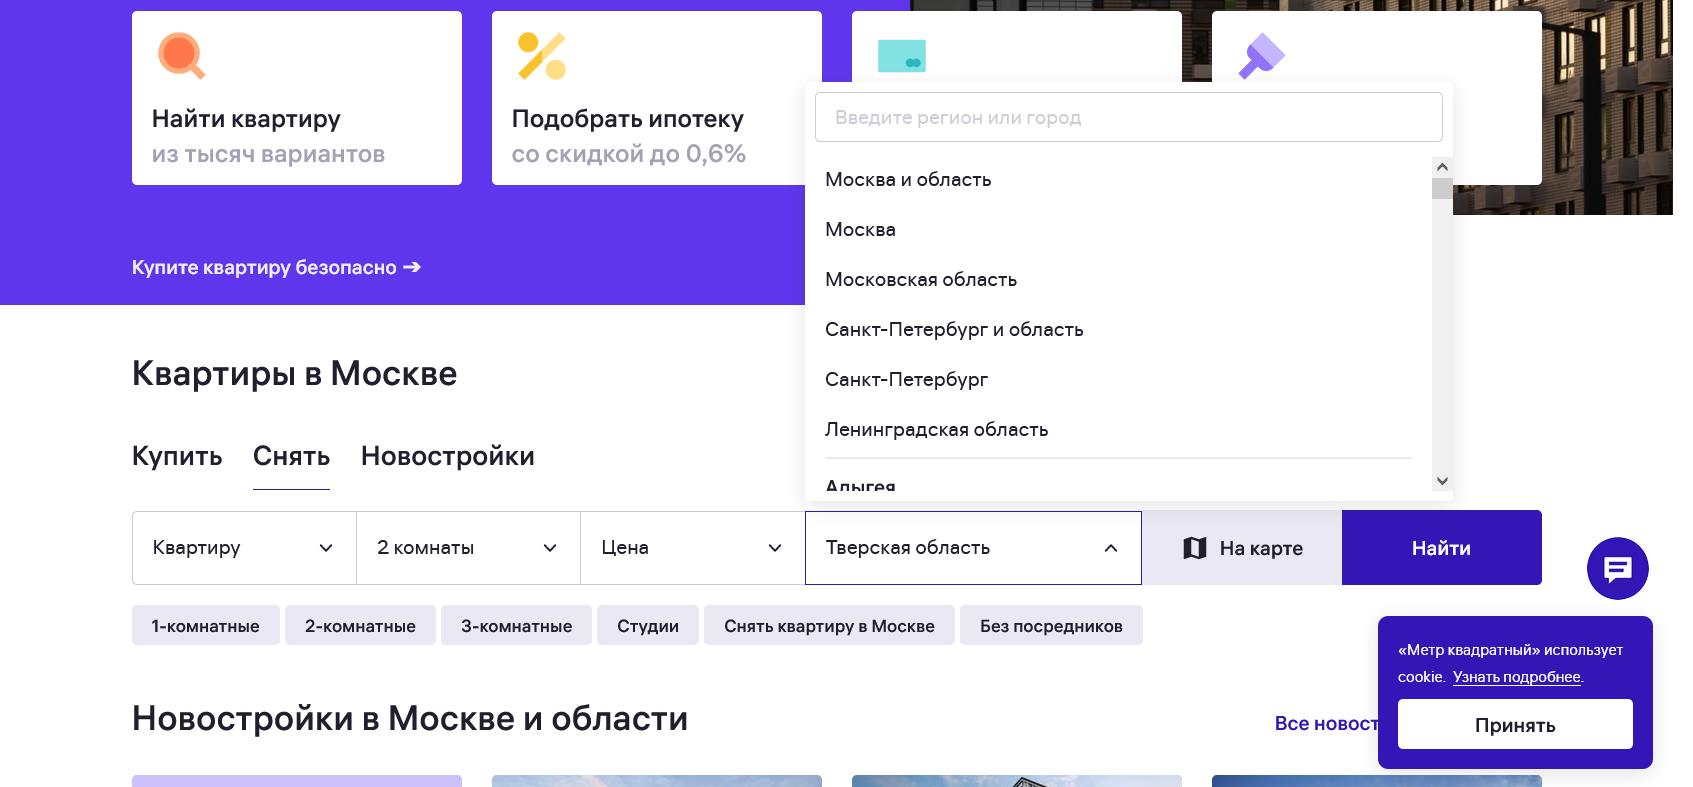 Найти квартиру
из тысяч вариантов
Подобрать ипотеку
со скидкой до 0,6%
Купите квартиру безопасно ➔
Введите регион или город
Москва и область
Москва
Московская область
Санкт-Петербург и область
Санкт-Петербург
Ленинградская область
Адыгея
Квартиры в Москве
Купить Снять Новостройки
Квартиру 2 комнаты Цена Тверская область На карте Найти
1-комнатные 2-комнатные 3-комнатные Студии Снять квартиру в Москве Без посредников
Новостройки в Москве и области
Все
«Метр квадратный» использует
cookie. Узнать подробнее.
Принять